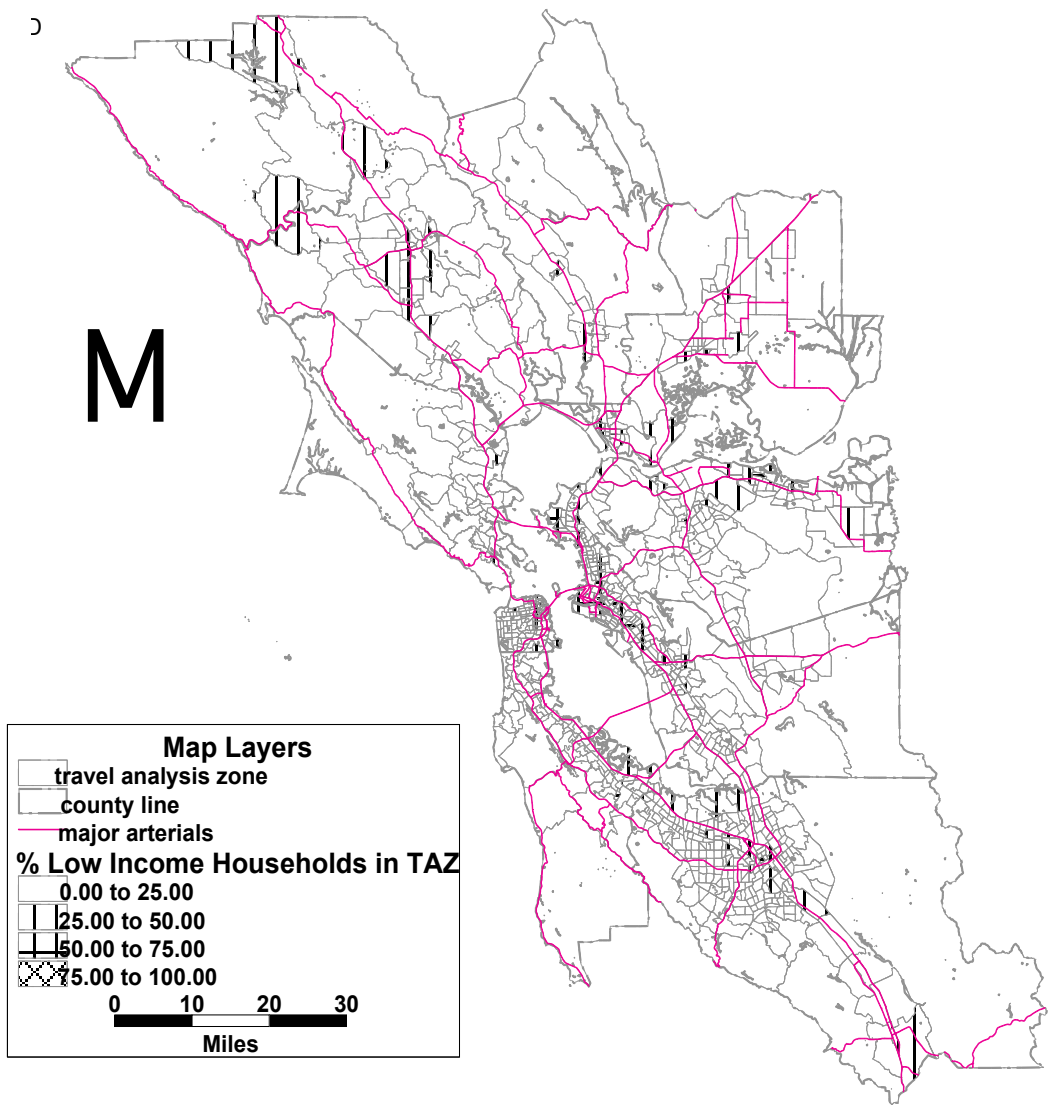 M
Map Layers
travel analysis zone
county line
major arterials
% Low Income Households in TAZ
0.00 to 25.00
25.00 to 50.00
50.00 to 75.00
75.00 to 100.00
0 10 20 30
Miles